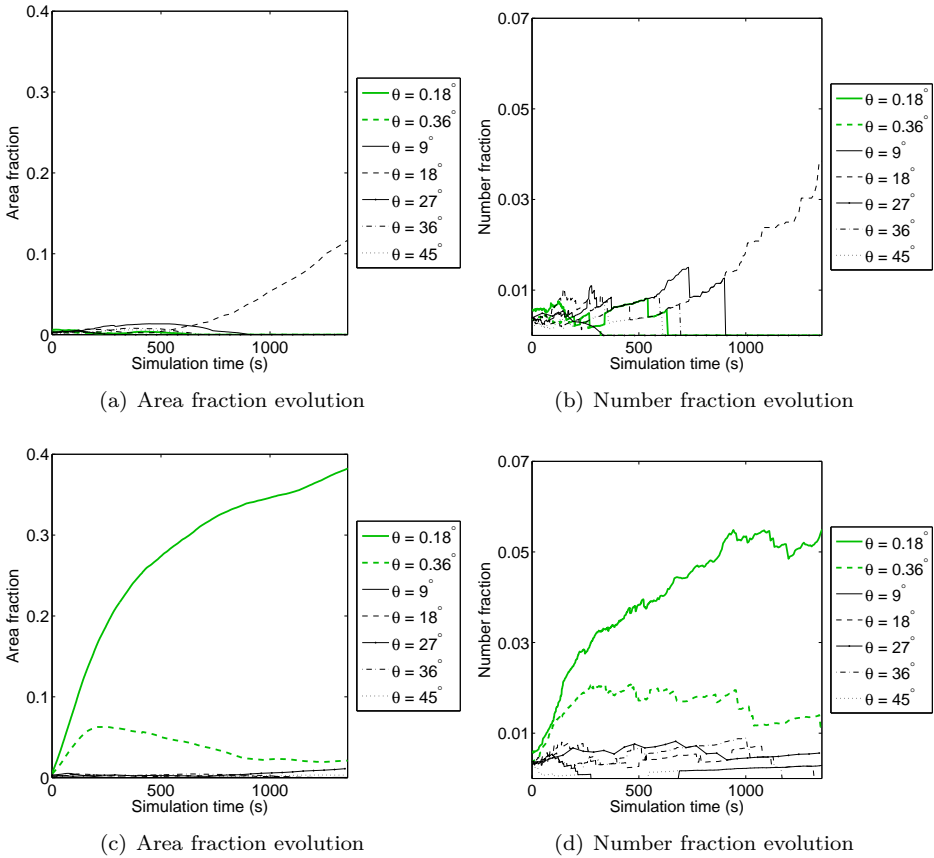 0.4
0.3
0.2
0.1
0
Area fraction
0 500 1000
Simulation time (s)
θ = 0.18°
θ = 0.36°
θ = 9°
θ = 18°
θ = 27°
θ = 36°
θ = 45°
(a) Area fraction evolution
0.07
0.05
0.03
0.01
Number fraction
0 500 1000
Simulation time (s)
θ = 0.18°
θ = 0.36°
θ = 9°
θ = 18°
θ = 27°
θ = 36°
θ = 45°
(b) Number fraction evolution
0.4
0.3
0.2
0.1
0
Area fraction
0 500 1000
Simulation time (s)
θ = 0.18°
θ = 0.36°
θ = 9°
θ = 18°
θ = 27°
θ = 36°
θ = 45°
(c) Area fraction evolution
0.07
0.05
0.03
0.01
Number fraction
0 500 1000
Simulation time (s)
θ = 0.18°
θ = 0.36°
θ = 9°
θ = 18°
θ = 27°
θ = 36°
θ = 45°
(d) Number fraction evolution